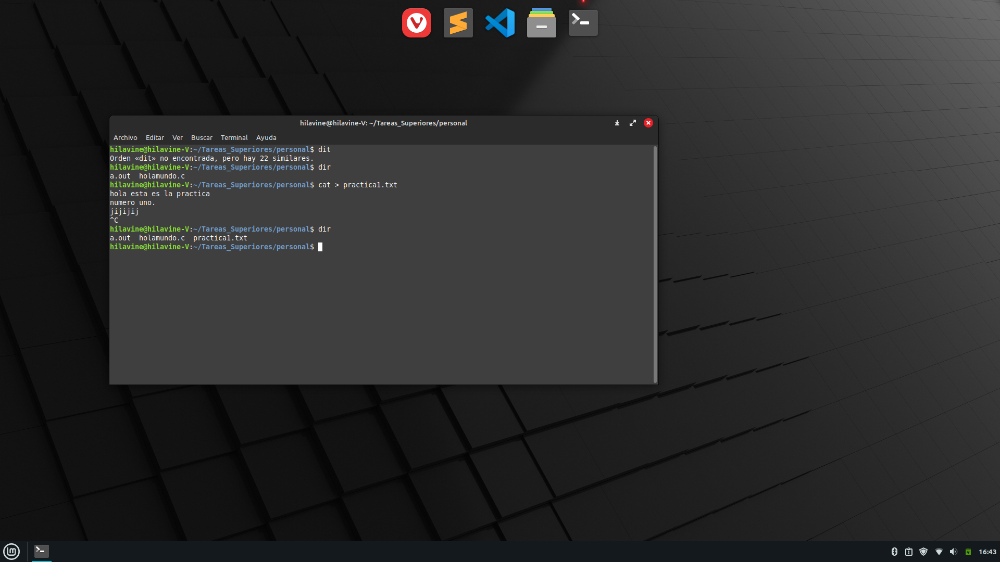 hilavine@hilavine-V: ~/Tareas_Superiores/personal
Archivo Editar Ver Buscar Terminal Ayuda
hilavine@hilavine-V:~/Tareas_Superiores/personal$ dit
Orden «dit» no encontrada, pero hay 22 similares.
hilavine@hilavine-V:~/Tareas_Superiores/personal$ dir
a.out  holamundo.c
hilavine@hilavine-V:~/Tareas_Superiores/personal$ cat > practica1.txt
hola esta es la practica
numero uno.
jijijij
^C
hilavine@hilavine-V:~/Tareas_Superiores/personal$ dir
a.out  holamundo.c  practica1.txt
hilavine@hilavine-V:~/Tareas_Superiores/personal$
16:43